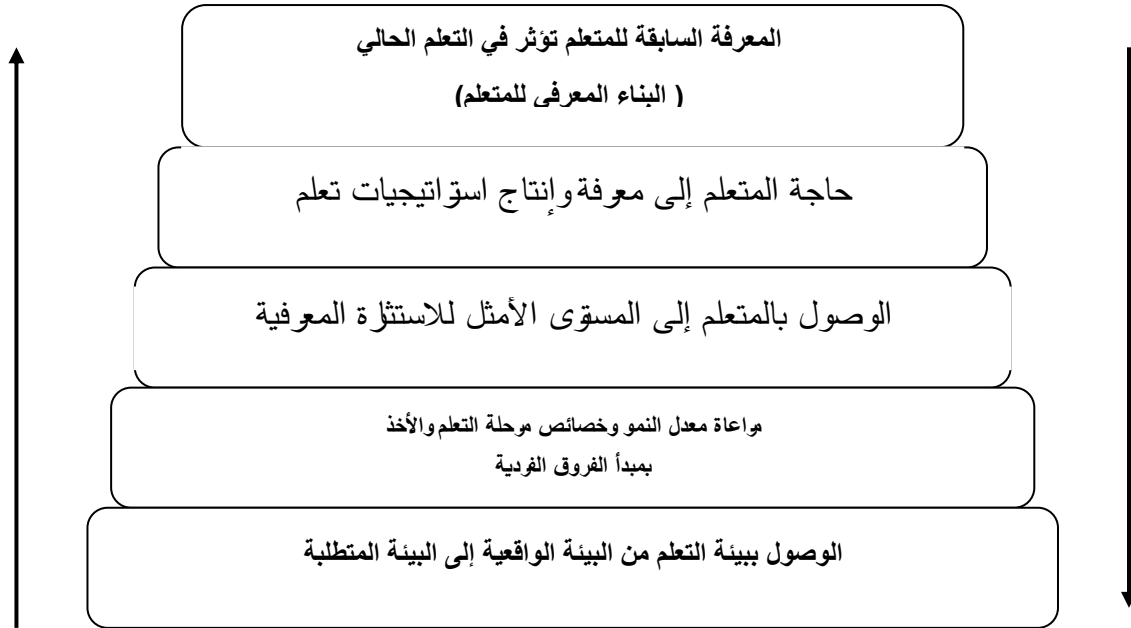 المعرفة السابقة للمتعلم تؤثر في التعلم الحالي
( البناء المعرفي للمتعلم)
حاجة المتعلم إلى معرفة وإنتاج استراتيجيات تعلم
الوصول بالمتعلم إلى المستوى الأمثل للاستثارة المعرفية
مراعاة معدل النمو وخصائص مرحلة التعلم والأخذ
بمبدأ الفروق الفردية
الوصول ببيئة التعلم من البيئة الواقعية إلى البيئة المتطلبة